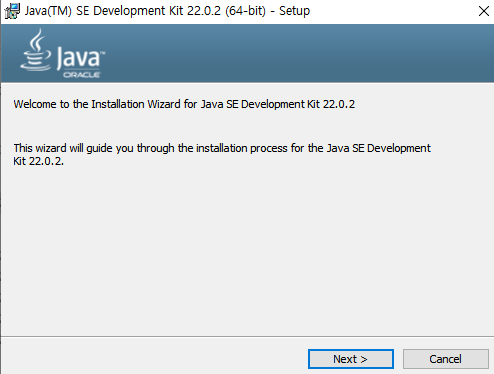 Java(TM) SE Development Kit 22.0.2 (64-bit) - Setup
Java™
ORACLE
Welcome to the Installation Wizard for Java SE Development Kit 22.0.2
This wizard will guide you through the installation process for the Java SE Development
Kit 22.0.2.
Next >
Cancel